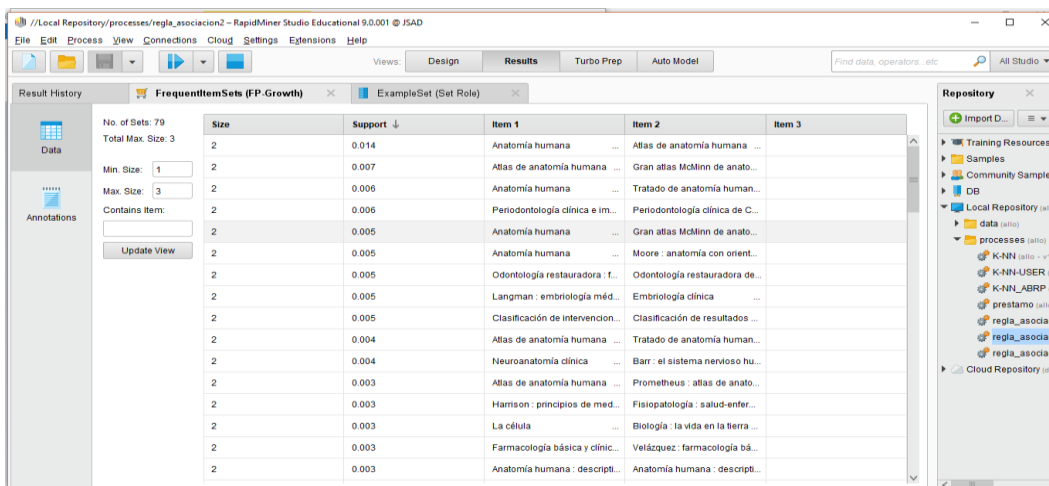 //Local Repository/processes/regla_asociacion2 – RapidMiner Studio Educational 9.0.001 @ JSAD
File Edit Process View Connections Cloud Settings Extensions Help
Views: Design Results Turbo Prep Auto Model Find data, operators...etc All Studio
Result History FrequentItemSets (FP-Growth) ExampleSet (Set Role) Repository
Data
Annotations
No. of Sets: 79
Total Max. Size: 3
Min. Size: 1
Max. Size: 3
Contains Item:
Update View
Size Support ↓ Item 1 Item 2 Item 3
2 0.014 Anatomía humana ... Atlas de anatomía humana ...
2 0.007 Atlas de anatomía humana ... Gran atlas McMinn de anato...
2 0.006 Anatomía humana ... Tratado de anatomía human...
2 0.006 Periodontología clínica e im... Periodontología clínica de C...
2 0.005 Anatomía humana ... Gran atlas McMinn de anato...
2 0.005 Anatomía humana ... Moore : anatomía con orient...
2 0.005 Odontología restauradora : f... Odontología restauradora de...
2 0.005 Langman : embriología méd... Embriología clínica ...
2 0.005 Clasificación de intervencion... Clasificación de resultados ...
2 0.004 Atlas de anatomía humana ... Tratado de anatomía human...
2 0.004 Neuroanatomía clínica ... Barr : el sistema nervioso hu...
2 0.003 Atlas de anatomía humana ... Prometheus : atlas de anato...
2 0.003 Harrison : principios de med... Fisiopatología : salud-enfer...
2 0.003 La célula ... Biología : la vida en la tierra ...
2 0.003 Farmacología básica y clínic... Velázquez : farmacología bá...
2 0.003 Anatomía humana : descripti... Anatomía humana : descripti...
Import D...
Training Resources
Samples
Community Sample
DB
Local Repository
data (allo)
processes (allo)
K-NN (allo - v
K-NN-USER
K-NN_ABRP
prestamo
regla_asocia
regla_asocia
regla_asocia
Cloud Repository